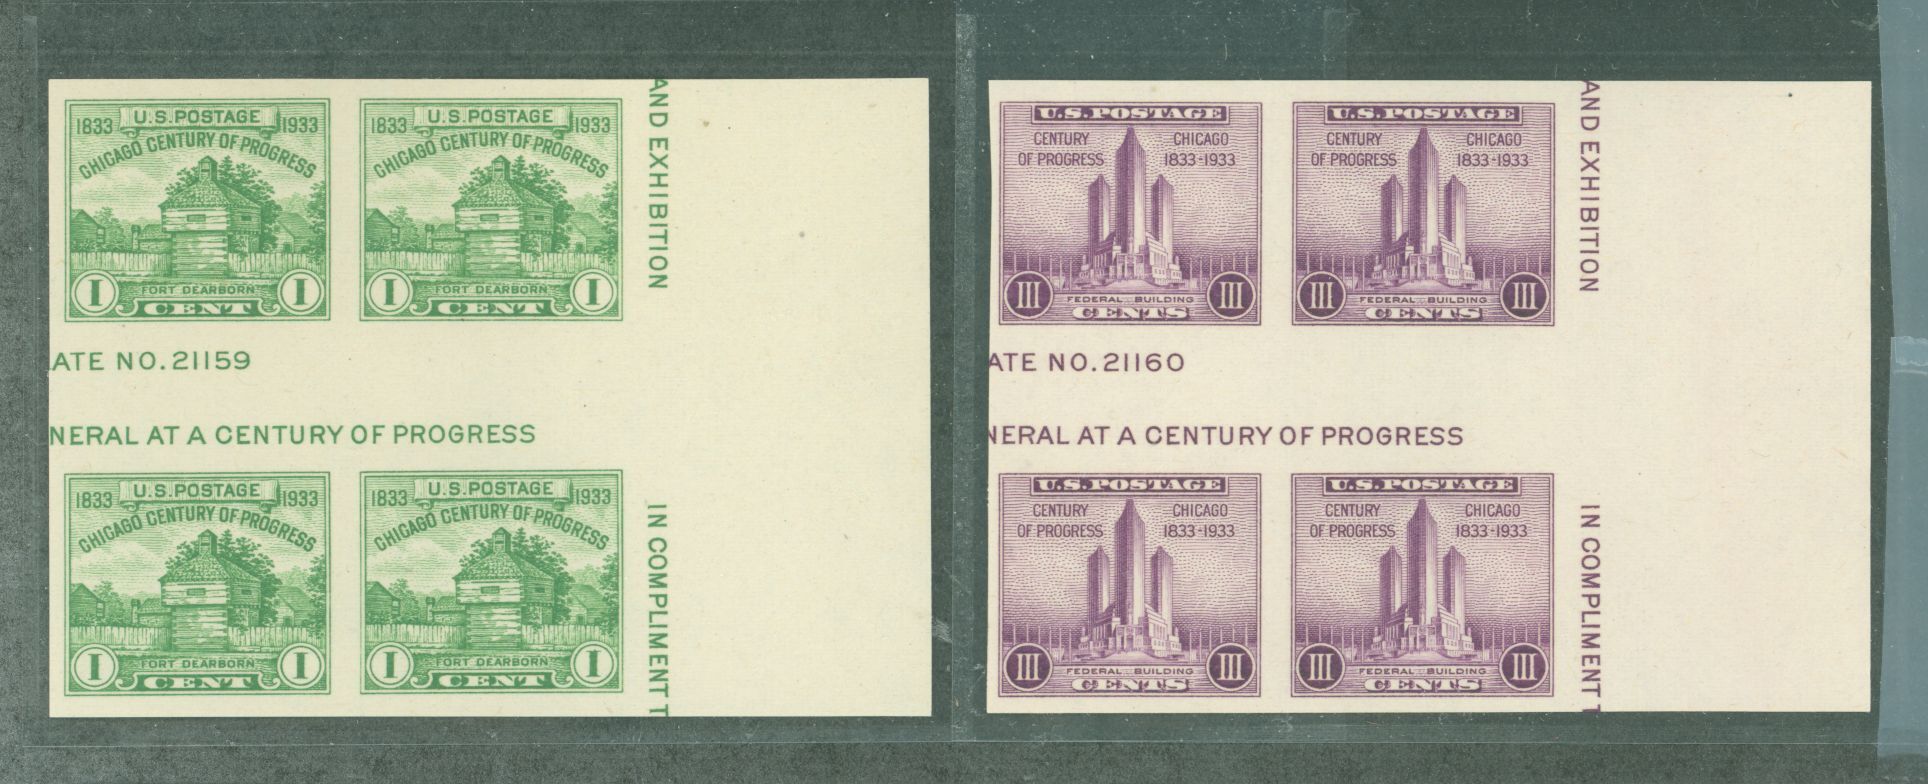 U.S. POSTAGE
1833 1933
CHICAGO CENTURY OF PROGRESS
FORT DEARBORN
I CENT I
U.S. POSTAGE
1833 1933
CHICAGO CENTURY OF PROGRESS
FORT DEARBORN
I CENT I
AND EXHIBITION
ATE NO. 21159
NERAL AT A CENTURY OF PROGRESS
U.S. POSTAGE
1833 1933
CHICAGO CENTURY OF PROGRESS
FORT DEARBORN
I CENT I
U.S. POSTAGE
1833 1933
CHICAGO CENTURY OF PROGRESS
FORT DEARBORN
I CENT I
IN COMPLIMENT T
U.S. POSTAGE
CENTURY CHICAGO
OF PROGRESS 1833-1933
III III
FEDERAL BUILDING
CENTS
U.S. POSTAGE
CENTURY CHICAGO
OF PROGRESS 1833-1933
III III
FEDERAL BUILDING
CENTS
AND EXHIBITION
ATE NO. 21160
NERAL AT A CENTURY OF PROGRESS
U.S. POSTAGE
CENTURY CHICAGO
OF PROGRESS 1833-1933
III III
FEDERAL BUILDING
CENTS
U.S. POSTAGE
CENTURY CHICAGO
OF PROGRESS 1833-1933
III III
FEDERAL BUILDING
CENTS
IN COMPLIMENT T